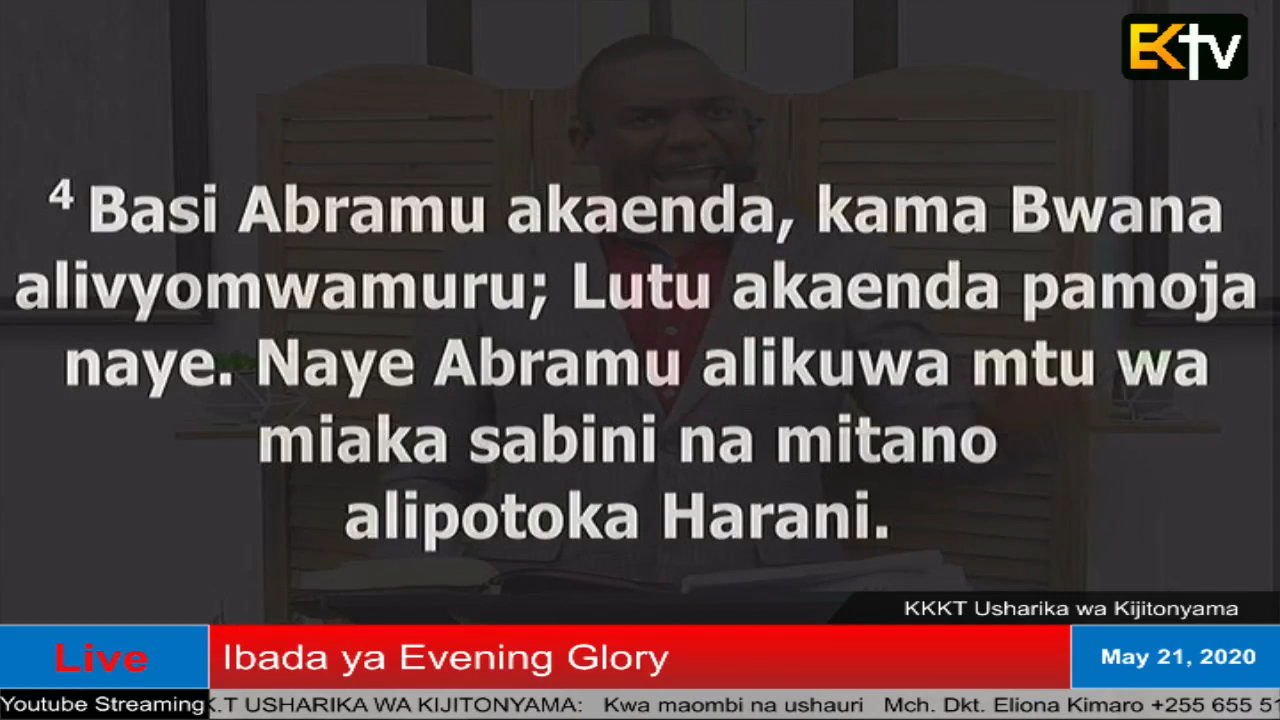 EKtv
4 Basi Abramu akaenda, kama Bwana
alivyomwamuru; Lutu akaenda pamoja
naye. Naye Abramu alikuwa mtu wa
miaka sabini na mitano
alipotoka Harani.
KKKT Usharika wa Kijitonyama
Live
Ibada ya Evening Glory
May 21, 2020
Youtube Streaming
K.T USHARIKA WA KIJITONYAMA: Kwa maombi na ushauri Mch. Dkt. Eliona Kimaro +255 655 51